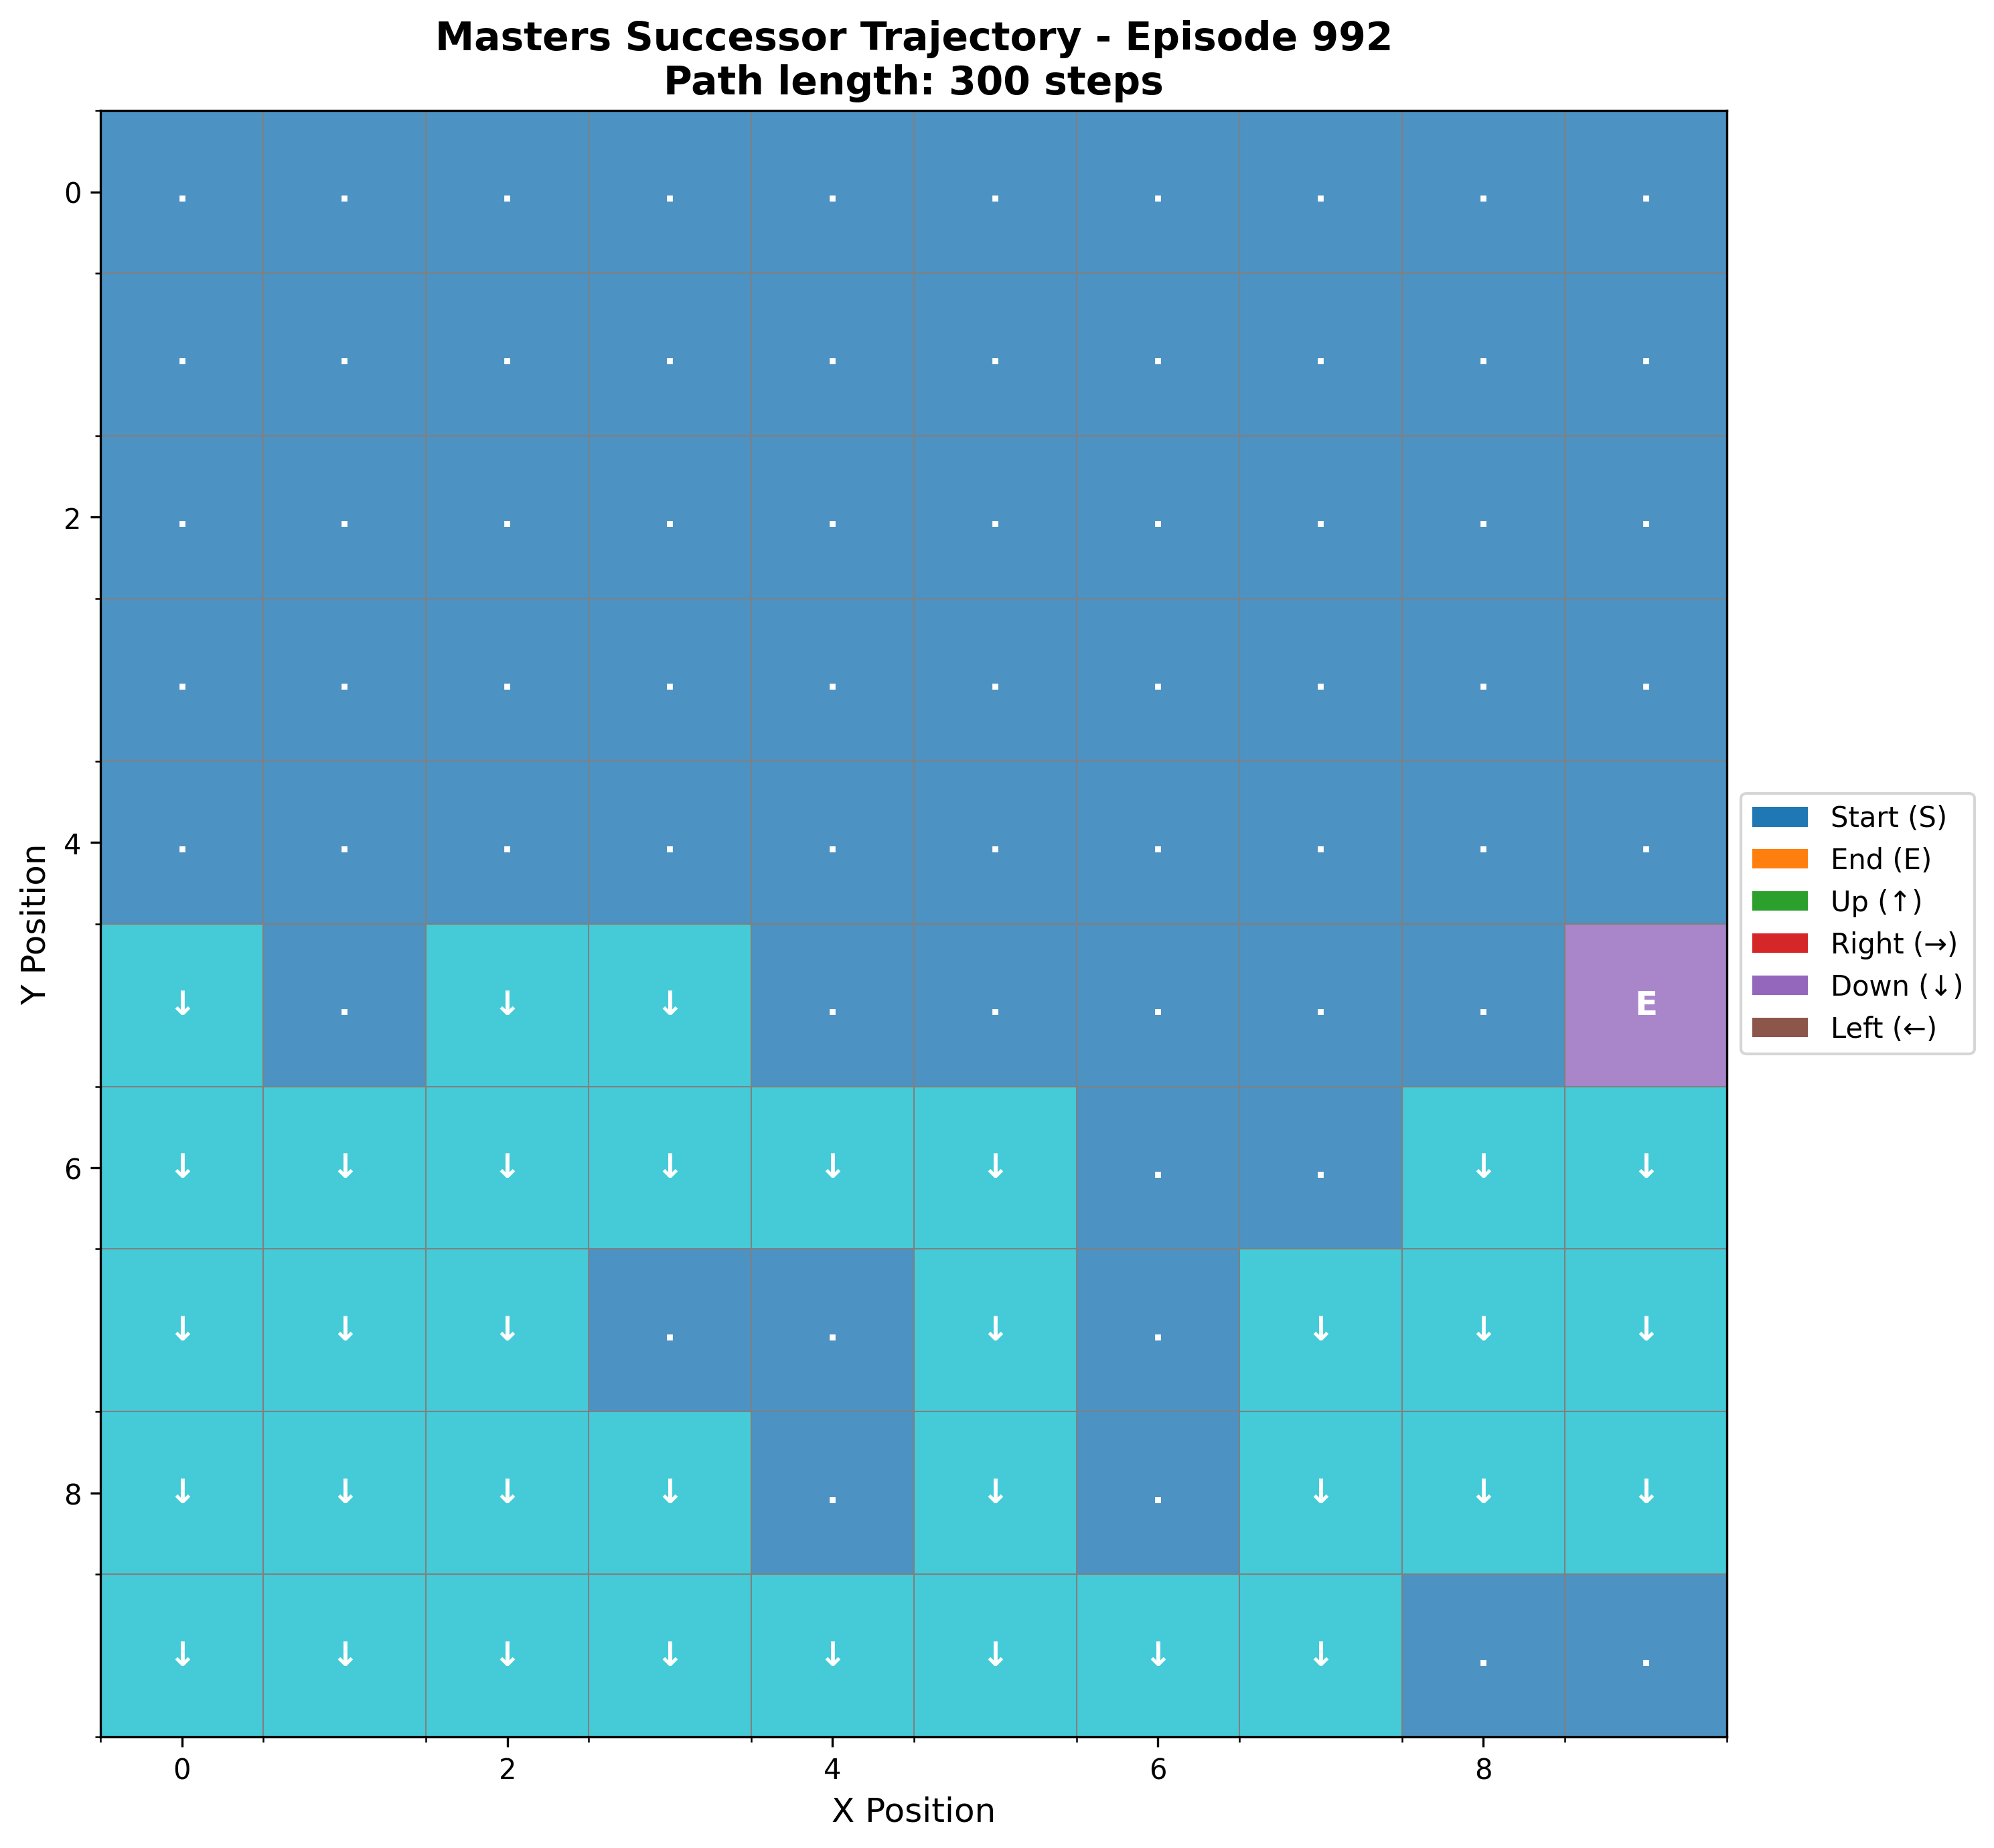 Masters Successor Trajectory - Episode 992
Path length: 300 steps
0 . . . . . . . . . .
. . . . . . . . . .
2 . . . . . . . . . .
. . . . . . . . . .
4 . . . . . . . . . .
↓ . ↓ ↓ . . . . . E
6 ↓ ↓ ↓ ↓ ↓ ↓ . . ↓ ↓
↓ ↓ ↓ . . ↓ . ↓ ↓ ↓
8 ↓ ↓ ↓ ↓ . ↓ . ↓ ↓ ↓
↓ ↓ ↓ ↓ ↓ ↓ ↓ ↓ . .
0 2 4 6 8
X Position
Y Position
Start (S)
End (E)
Up (↑)
Right (→)
Down (↓)
Left (←)